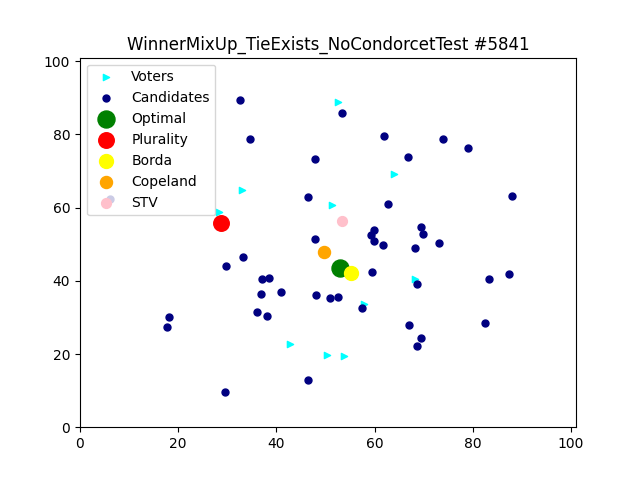 WinnerMixUp_TieExists_NoCondorcetTest #5841
100
80
60
40
20
0
Voters
Candidates
Optimal
Plurality
Borda
Copeland
STV
0 20 40 60 80 100